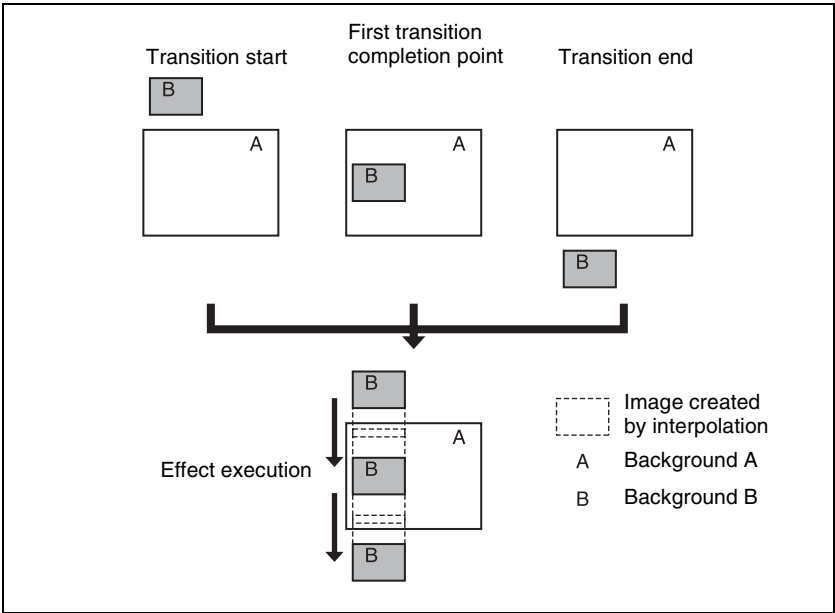 Transition start
First transition
completion point
Transition end
B
A
B
A
B
A
B
B
A
B
B
Effect execution
Image created
by interpolation
A Background A
B Background B